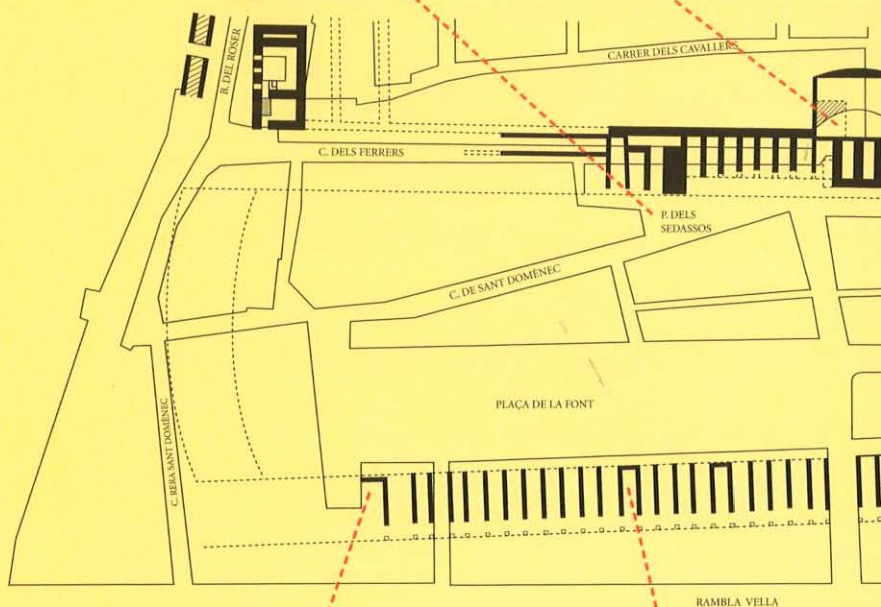 B. DEL ROSER
CARRER DELS CAVALLERS
C. DELS FERRERS
P. DELS
SEDASSOS
C. DE SANT DOMÈNEC
PLAÇA DE LA FONT
C. RERA SANT DOMÈNEC
RAMBLA VELLA